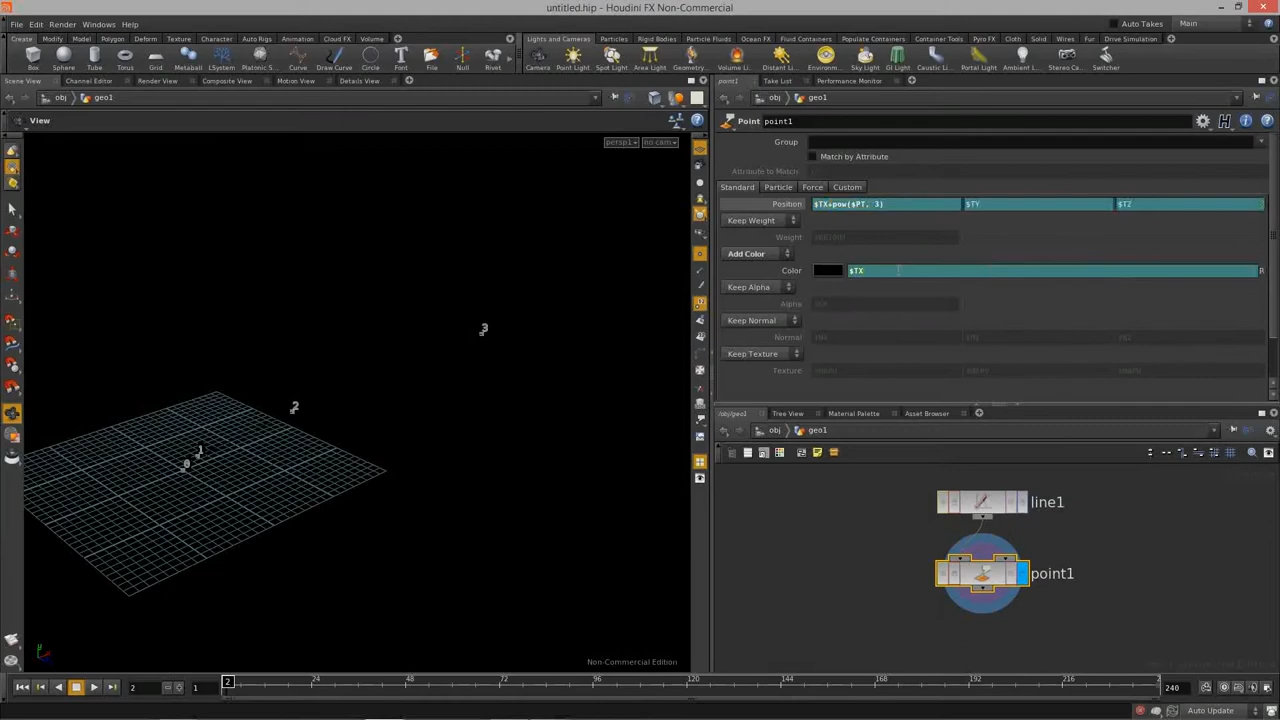 untitled.hip - Houdini FX Non-Commercial
File Edit Render Windows Help
Auto Takes Main
Create Modify Model Polygon Deform Texture Character Auto Rigs Animation Cloud FX Volume
Lights and Cameras Particles Rigid Bodies Particle Fluids Ocean FX Fluid Containers Populate Containers Container Tools Pyro FX Cloth Solid Wires Fur Drive Simulation
Box Sphere Tube Torus Grid Metaball LSystem Platonic S... Curve Draw Curve Circle Font File Null Rivet
Camera Point Light Spot Light Area Light Geometry... Volume Li... Distant Li... Environm... Sky Light GI Light Caustic Li... Portal Light Ambient L... Stereo Ca... Switcher
Scene View Channel Editor Render View Composite View Motion View Details View
point1 Take List Performance Monitor
obj geo1
obj geo1
View
persp1 no cam
Point point1
Group
Match by Attribute
Attribute to Match
Standard Particle Force Custom
Position $TX+pow($PT, 3) $TY $TZ
Keep Weight
Weight
Add Color
Color $TX R
Keep Alpha
Alpha
Keep Normal
Normal
Keep Texture
Texture
3
2
1
0
/obj/geo1 Tree View Material Palette Asset Browser
obj geo1
line1
point1
y
Non-Commercial Edition
2 1 2 24 48 72 96 120 144 168 192 216 2 240
Auto Update